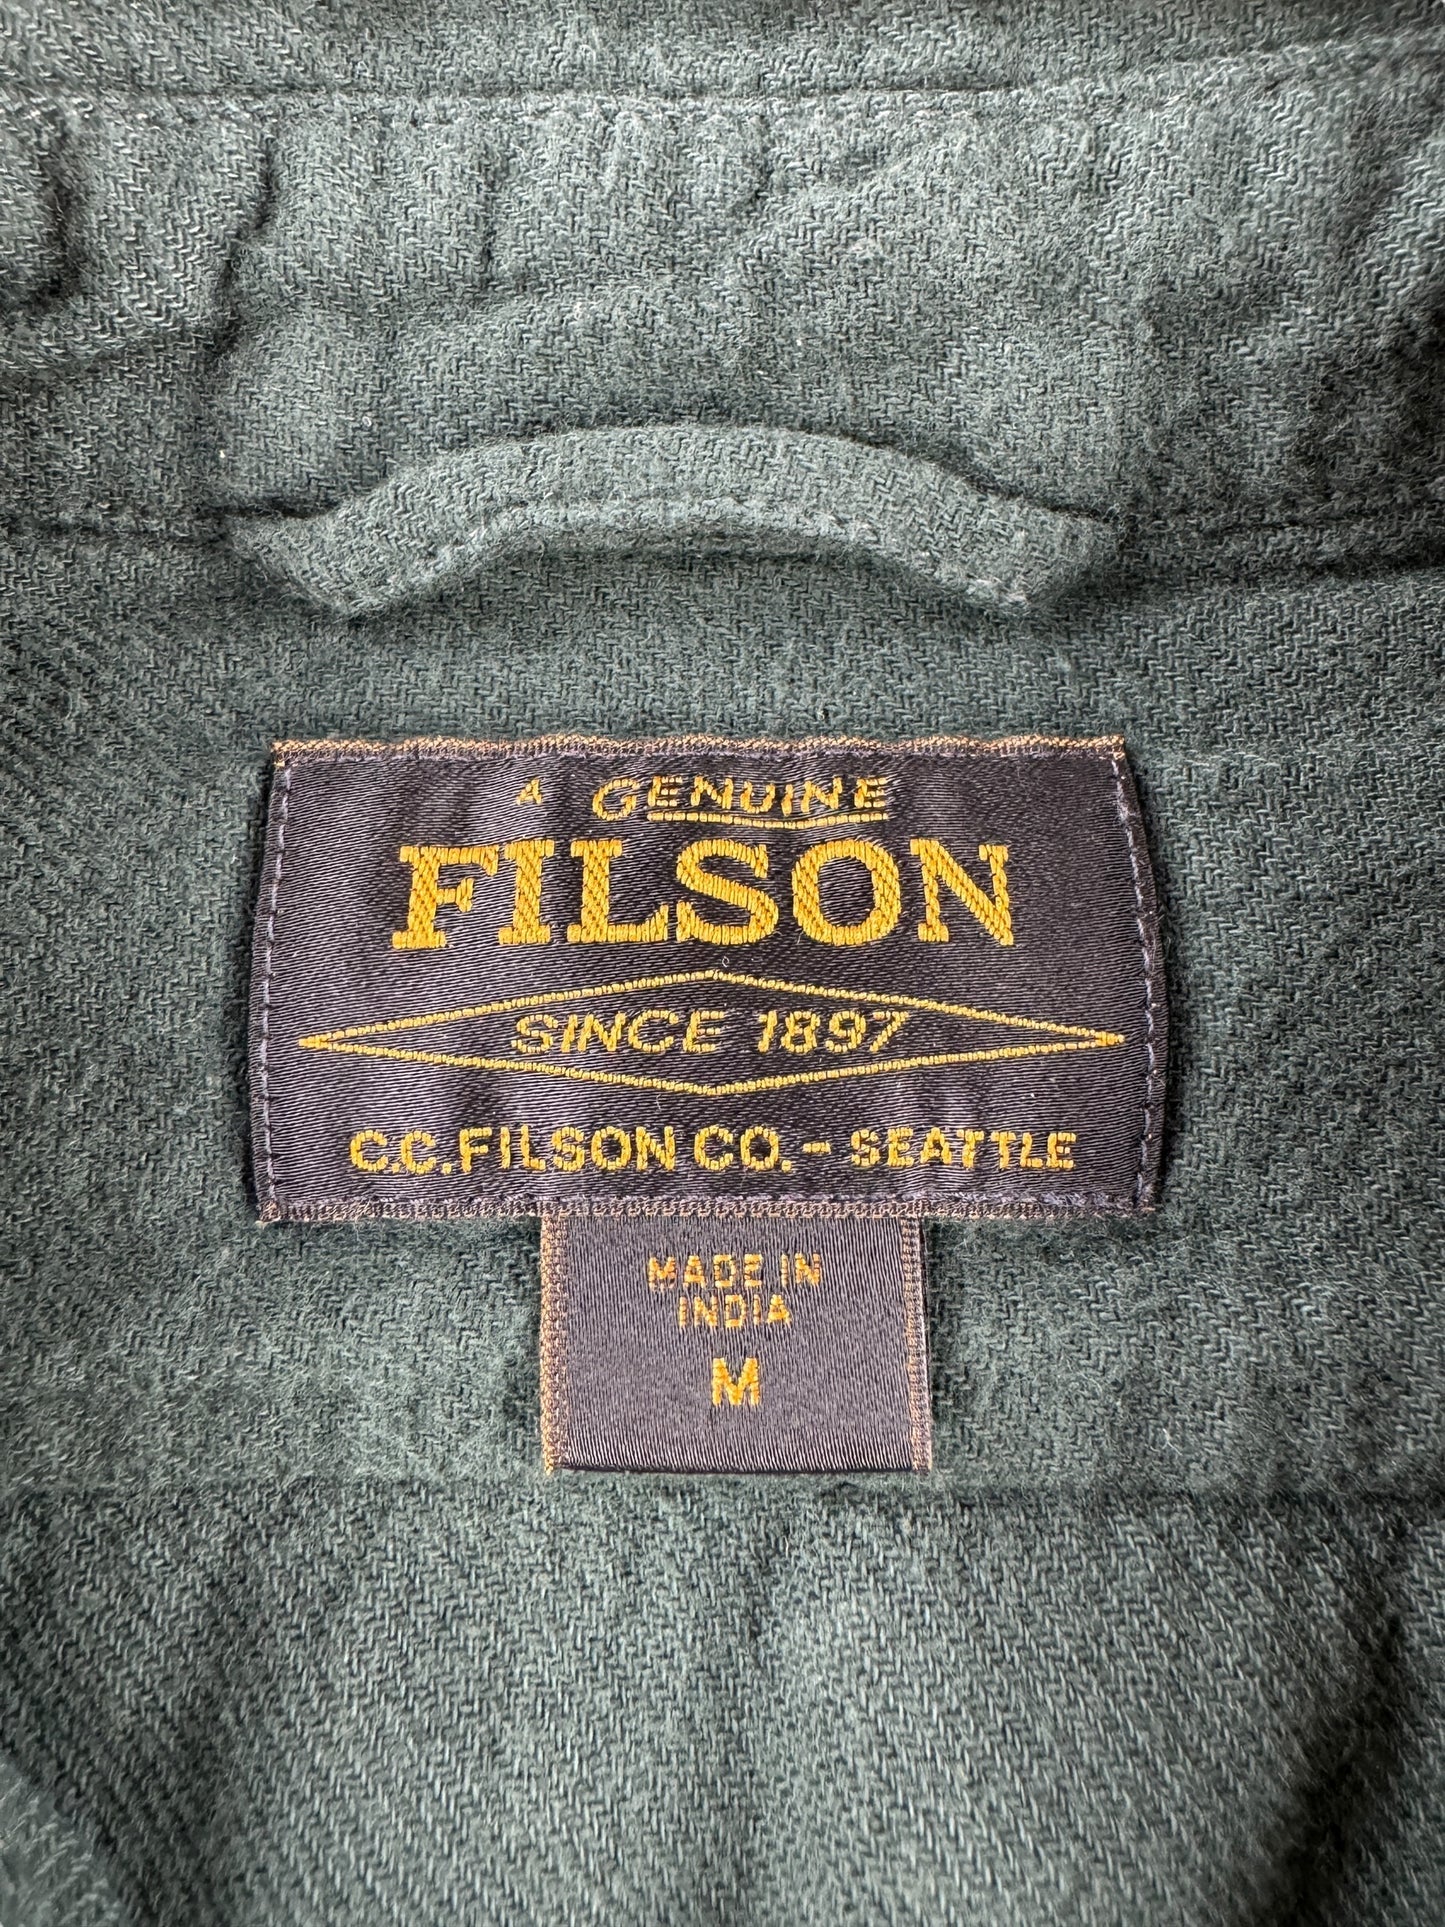 A GENUINE
FILSON
SINCE 1897
C.C. FILSON CO. - SEATTLE
MADE IN
INDIA
M